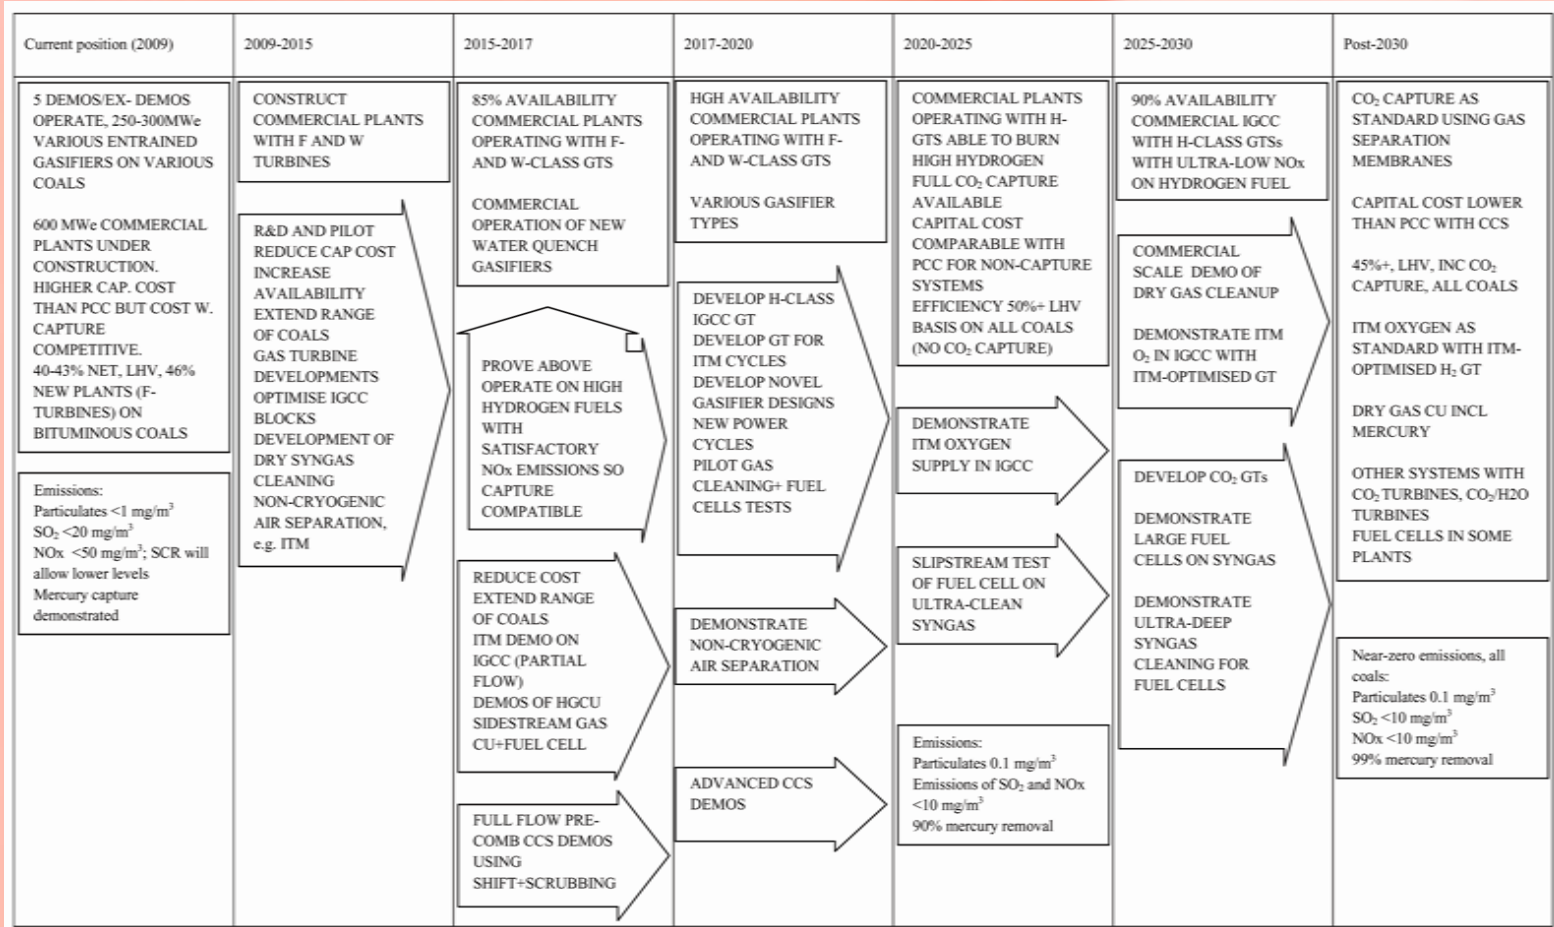 Current position (2009)
2009-2015
2015-2017
2017-2020
2020-2025
2025-2030
Post-2030
5 DEMOS/EX- DEMOS
OPERATE, 250-300MWe
VARIOUS ENTRAINED
GASIFIERS ON VARIOUS
COALS
600 MWe COMMERCIAL
PLANTS UNDER
CONSTRUCTION.
HIGHER CAP. COST
THAN PCC BUT COST W.
CAPTURE
COMPETITIVE.
40-43% NET, LHV, 46%
NEW PLANTS (F-
TURBINES) ON
BITUMINOUS COALS
Emissions:
Particulates <1 mg/m³
SO₂ <20 mg/m³
NOx <50 mg/m³; SCR will
allow lower levels
Mercury capture
demonstrated
CONSTRUCT
COMMERCIAL PLANTS
WITH F AND W
TURBINES
R&D AND PILOT
REDUCE CAP COST
INCREASE
AVAILABILITY
EXTEND RANGE
OF COALS
GAS TURBINE
DEVELOPMENTS
OPTIMISE IGCC
BLOCKS
DEVELOPMENT OF
DRY SYNGAS
CLEANING
NON-CRYOGENIC
AIR SEPARATION,
e.g. ITM
85% AVAILABILITY
COMMERCIAL PLANTS
OPERATING WITH F-
AND W-CLASS GTS
COMMERCIAL
OPERATION OF NEW
WATER QUENCH
GASIFIERS
PROVE ABOVE
OPERATE ON HIGH
HYDROGEN FUELS
WITH
SATISFACTORY
NOx EMISSIONS SO
CAPTURE
COMPATIBLE
REDUCE COST
EXTEND RANGE
OF COALS
ITM DEMO ON
IGCC (PARTIAL
FLOW)
DEMOS OF HGCU
SIDESTREAM GAS
CU+FUEL CELL
FULL FLOW PRE-
COMB CCS DEMOS
USING
SHIFT+SCRUBBING
HGH AVAILABILITY
COMMERCIAL PLANTS
OPERATING WITH F-
AND W-CLASS GTS
VARIOUS GASIFIER
TYPES
DEVELOP H-CLASS
IGCC GT
DEVELOP GT FOR
ITM CYCLES
DEVELOP NOVEL
GASIFIER DESIGNS
NEW POWER
CYCLES
PILOT GAS
CLEANING+ FUEL
CELLS TESTS
DEMONSTRATE
NON-CRYOGENIC
AIR SEPARATION
ADVANCED CCS
DEMOS
COMMERCIAL PLANTS
OPERATING WITH H-
GTS ABLE TO BURN
HIGH HYDROGEN
FULL CO₂ CAPTURE
AVAILABLE
CAPITAL COST
COMPARABLE WITH
PCC FOR NON-CAPTURE
SYSTEMS
EFFICIENCY 50%+ LHV
BASIS ON ALL COALS
(NO CO₂ CAPTURE)
DEMONSTRATE
ITM OXYGEN
SUPPLY IN IGCC
SLIPSTREAM TEST
OF FUEL CELL ON
ULTRA-CLEAN
SYNGAS
Emissions:
Particulates 0.1 mg/m³
Emissions of SO₂ and NOx
<10 mg/m³
90% mercury removal
90% AVAILABILITY
COMMERCIAL IGCC
WITH H-CLASS GTSs
WITH ULTRA-LOW NOx
ON HYDROGEN FUEL
COMMERCIAL
SCALE DEMO OF
DRY GAS CLEANUP
DEMONSTRATE ITM
O₂ IN IGCC WITH
ITM-OPTIMISED GT
DEVELOP CO₂ GTs
DEMONSTRATE
LARGE FUEL
CELLS ON SYNGAS
DEMONSTRATE
ULTRA-DEEP
SYNGAS
CLEANING FOR
FUEL CELLS
CO₂ CAPTURE AS
STANDARD USING GAS
SEPARATION
MEMBRANES
CAPITAL COST LOWER
THAN PCC WITH CCS
45%+, LHV, INC CO₂
CAPTURE, ALL COALS
ITM OXYGEN AS
STANDARD WITH ITM-
OPTIMISED H₂ GT
DRY GAS CU INCL
MERCURY
OTHER SYSTEMS WITH
CO₂ TURBINES, CO₂/H2O
TURBINES
FUEL CELLS IN SOME
PLANTS
Near-zero emissions, all
coals:
Particulates 0.1 mg/m³
SO₂ <10 mg/m³
NOx <10 mg/m³
99% mercury removal